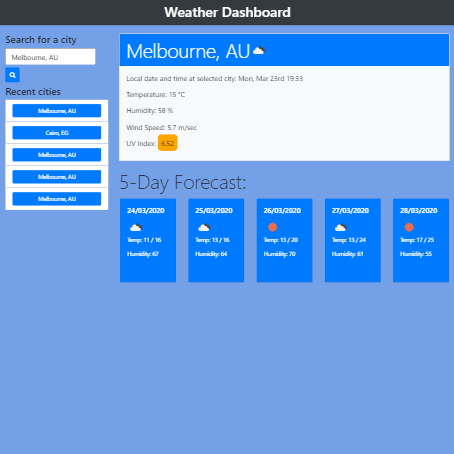 Weather Dashboard
Search for a city
Melbourne, AU
Recent cities
Melbourne, AU
Cairo, EG
Melbourne, AU
Melbourne, AU
Melbourne, AU
Melbourne, AU
Local date and time at selected city: Mon, Mar 23rd 19:33
Temperature: 15 °C
Humidity: 58 %
Wind Speed: 5.7 m/sec
UV Index: 6.52
5-Day Forecast:
24/03/2020
Temp: 11 / 16
Humidity: 67
25/03/2020
Temp: 13 / 16
Humidity: 64
26/03/2020
Temp: 13 / 20
Humidity: 70
27/03/2020
Temp: 13 / 24
Humidity: 61
28/03/2020
Temp: 17 / 25
Humidity: 55